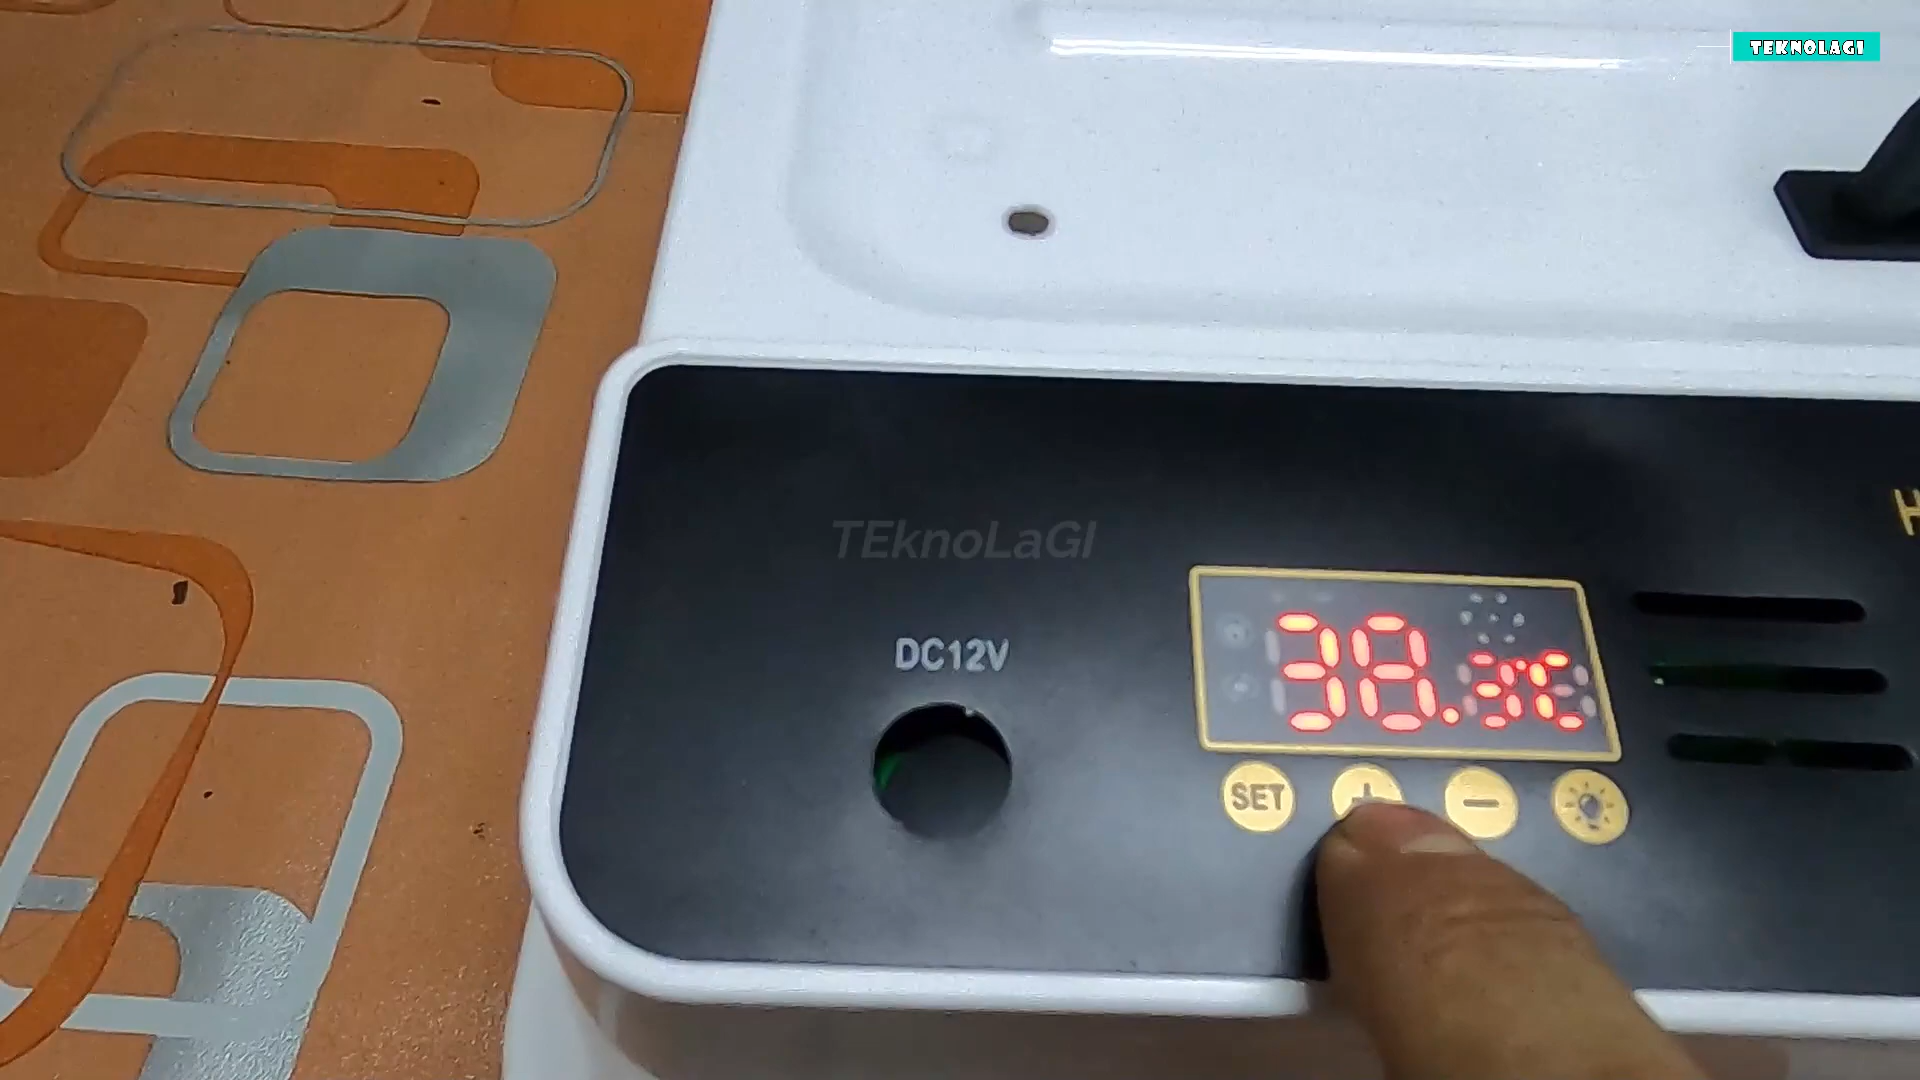 TEKNOLAGI
H
TEknoLaGI
DC12V
38.3℃
SET + −